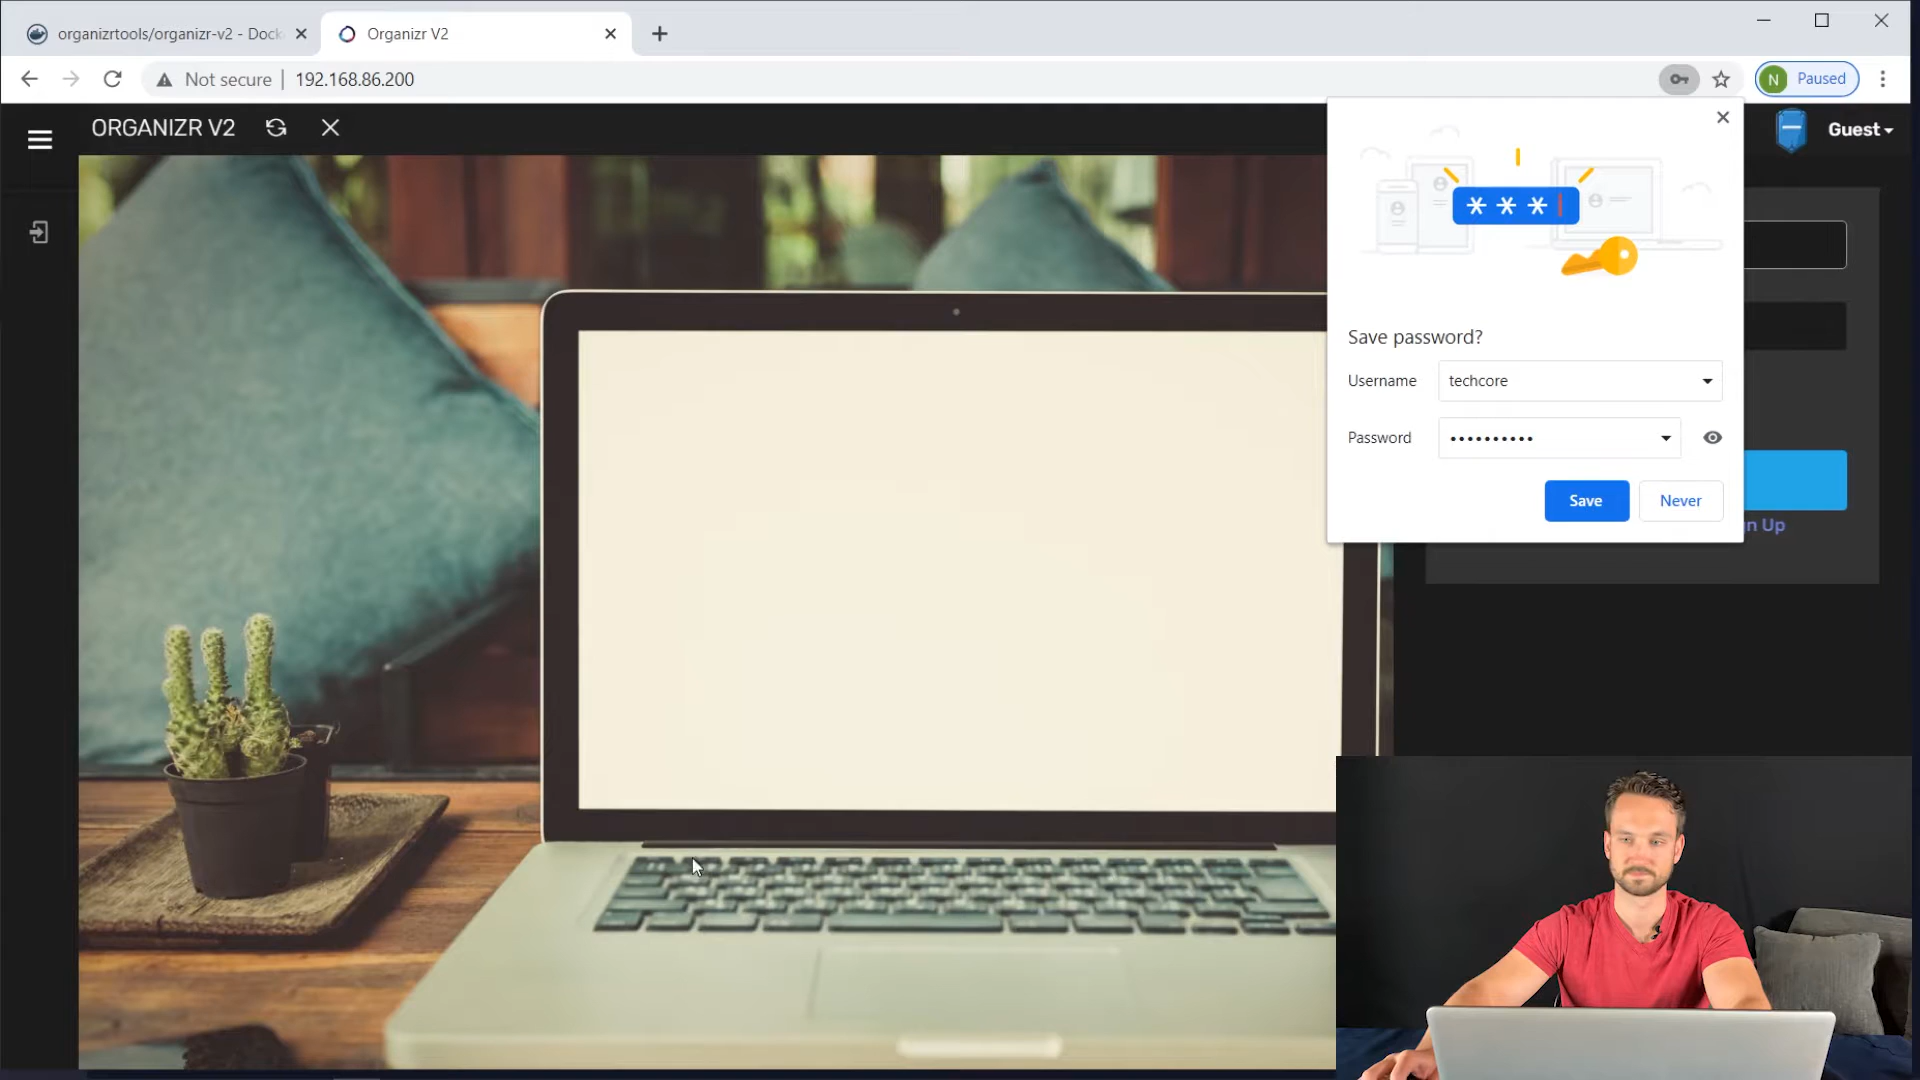 organizrtools/organizr-v2 - Dock
Organizr V2
Not secure
192.168.86.200
N
Paused
ORGANIZR V2
Guest
***
Save password?
Username
techcore
Password
••••••••••
Save
Never
n Up